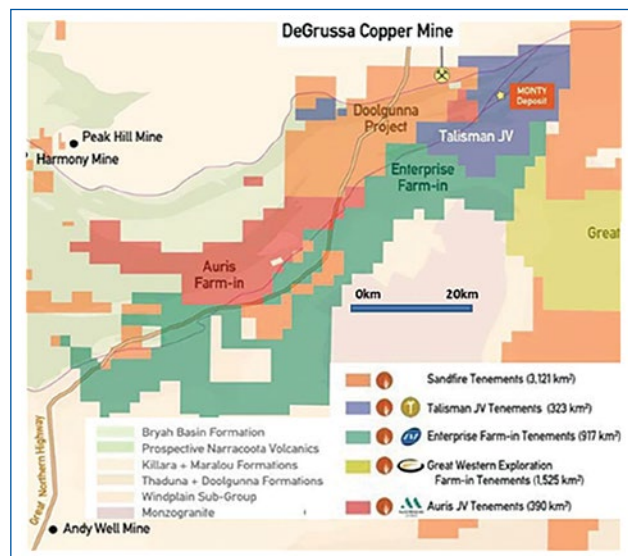 DeGrussa Copper Mine
MONTY
Deposit
Doolgunna
Project
Peak Hill Mine
Harmony Mine
Talisman JV
Enterprise
Farm-in
Great
Auris
Farm-in
0km 20km
Sandfire Tenements (3,121 km²)
Talisman JV Tenements (323 km²)
Enterprise Farm-in Tenements (917 km²)
Great Western Exploration
Farm-in Tenements (1,525 km²)
Auris JV Tenements (390 km²)
Bryah Basin Formation
Prospective Narracoota Volcanics
Killara + Maralou Formations
Thaduna + Doolgunna Formations
Windplain Sub-Group
Monzogranite
Great Northern Highway
Andy Well Mine